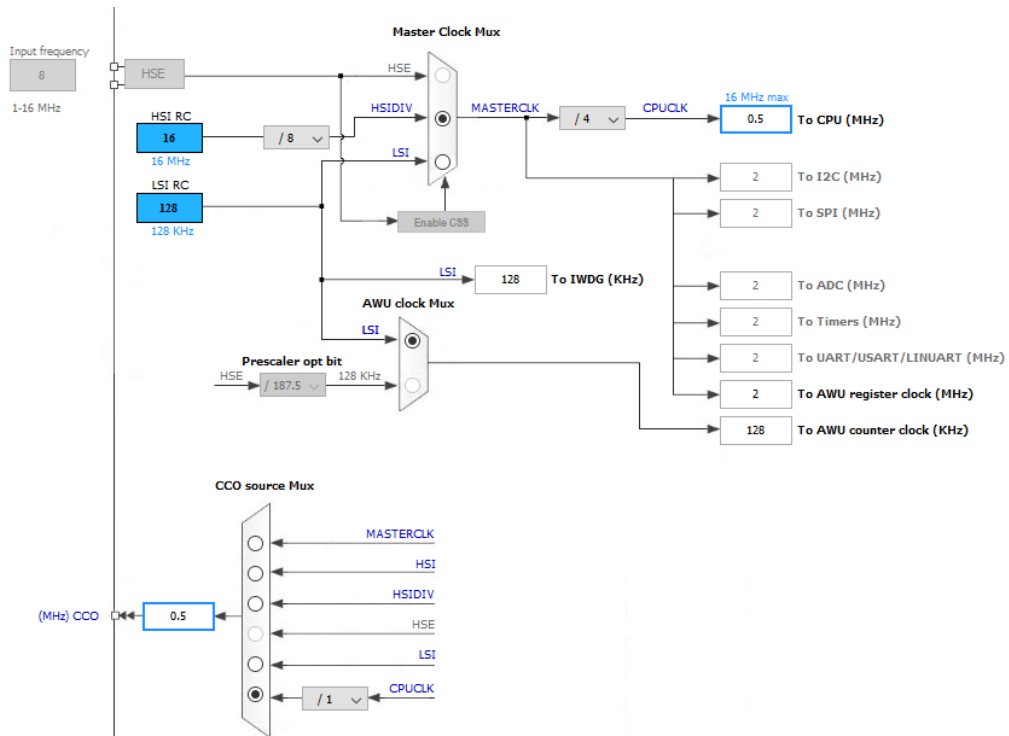 Master Clock Mux
Input frequency
8
1-16 MHz
HSE
HSE
HSI RC
16
16 MHz
/ 8
HSIDIV
MASTERCLK
/ 4
CPUCLK
16 MHz max
0.5
To CPU (MHz)
LSI
LSI RC
128
128 KHz
Enable CSS
2
To I2C (MHz)
2
To SPI (MHz)
LSI
128
To IWDG (KHz)
2
To ADC (MHz)
AWU clock Mux
LSI
2
To Timers (MHz)
Prescaler opt bit
HSE
/ 187.5
128 KHz
2
To UART/USART/LINUART (MHz)
2
To AWU register clock (MHz)
128
To AWU counter clock (KHz)
CCO source Mux
MASTERCLK
HSI
HSIDIV
(MHz) CCO
0.5
HSE
LSI
/ 1
CPUCLK